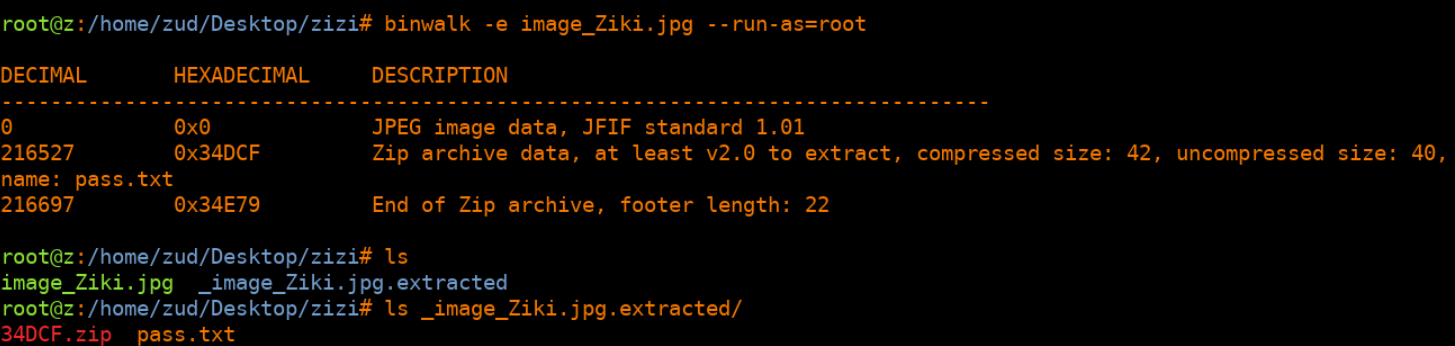 root@z:/home/zud/Desktop/zizi# binwalk -e image_Ziki.jpg --run-as=root
DECIMAL       HEXADECIMAL     DESCRIPTION
--------------------------------------------------------------------------------
0             0x0             JPEG image data, JFIF standard 1.01
216527        0x34DCF         Zip archive data, at least v2.0 to extract, compressed size: 42, uncompressed size: 40,
name: pass.txt
216697        0x34E79         End of Zip archive, footer length: 22
root@z:/home/zud/Desktop/zizi# ls
image_Ziki.jpg  _image_Ziki.jpg.extracted
root@z:/home/zud/Desktop/zizi# ls _image_Ziki.jpg.extracted/
34DCF.zip  pass.txt